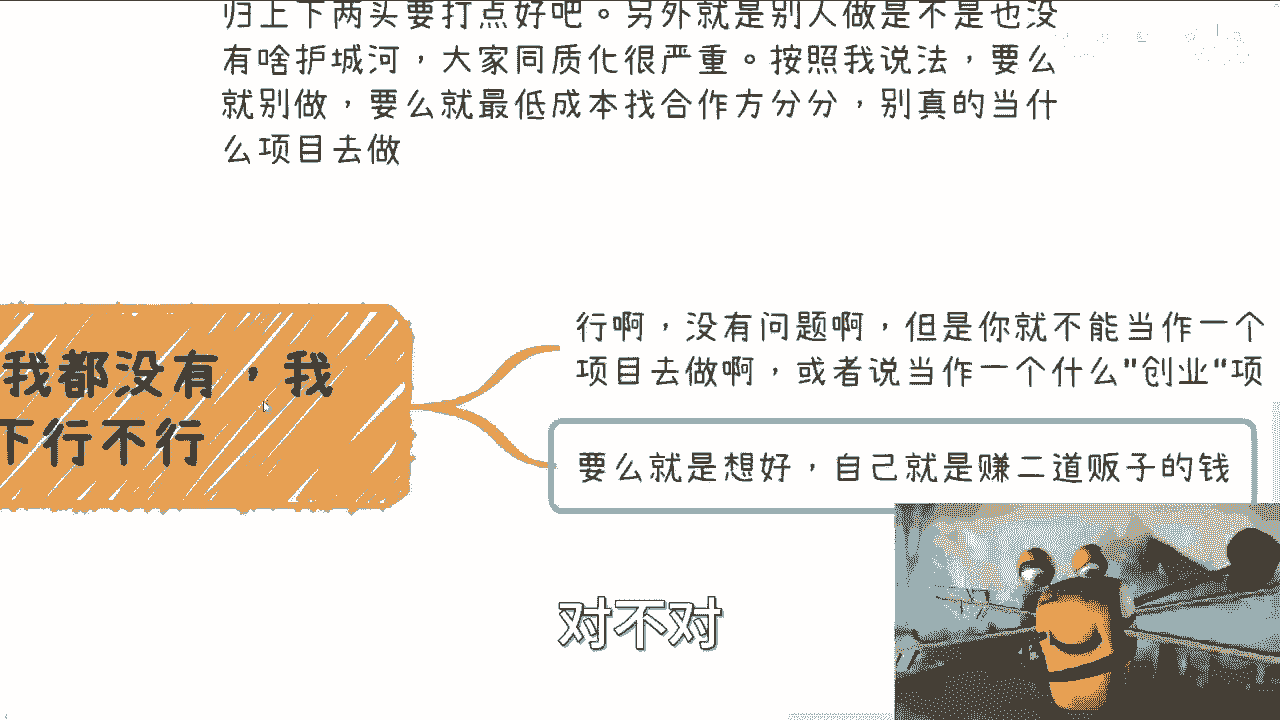 归上下两头要打点好吧。另外就是别人做是不是也没
有啥护城河，大家同质化很严重。按照我说法，要么
就别做，要么就最低成本找合作方分分，别真的当什
么项目去做
我都没有，我
下行不行
行啊，没有问题啊，但是你就不能当作一个
项目去做啊，或者说当作一个什么"创业"项
要么就是想好，自己就是赚二道贩子的钱
对不对